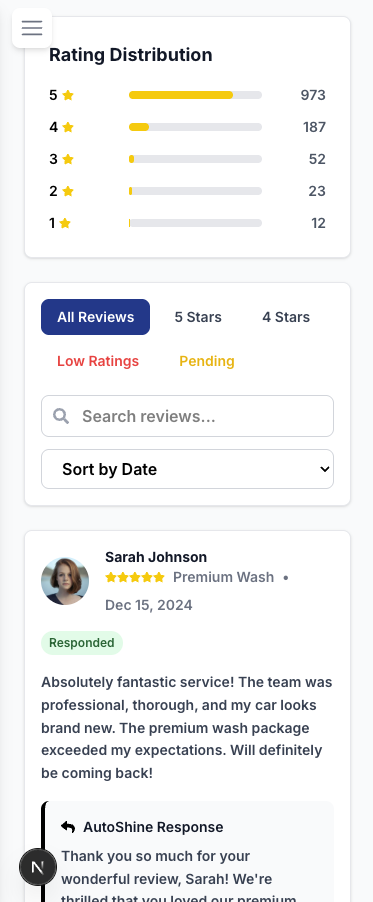 Rating Distribution
5 973
4 187
3 52
2 23
1 12
All Reviews 5 Stars 4 Stars
Low Ratings Pending
Search reviews...
Sort by Date
Sarah Johnson
Premium Wash •
Dec 15, 2024
Responded
Absolutely fantastic service! The team was
professional, thorough, and my car looks
brand new. The premium wash package
exceeded my expectations. Will definitely
be coming back!
AutoShine Response
Thank you so much for your
N
wonderful review, Sarah! We're
thrilled that you loved our premium